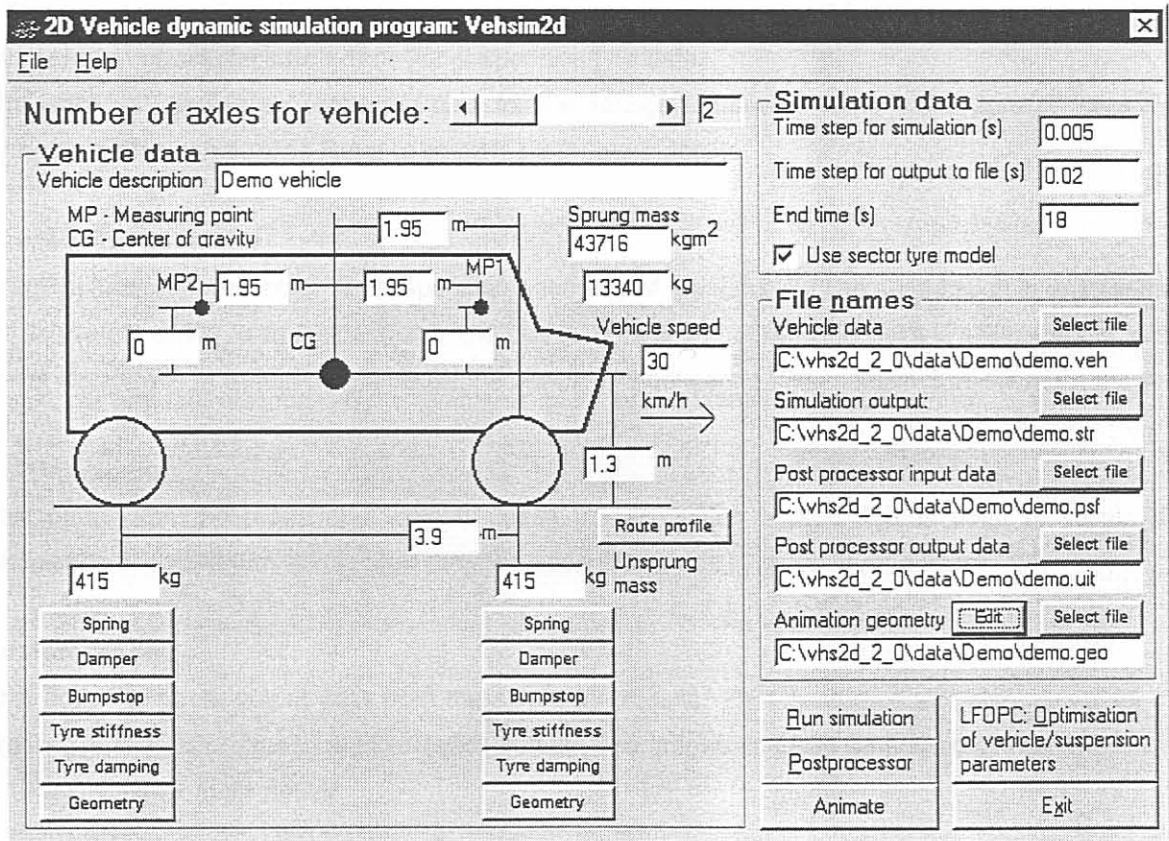 2D Vehicle dynamic simulation program: Vehsim2d
File Help
Number of axles for vehicle: 2
Vehicle data
Vehicle description Demo vehicle
MP - Measuring point
CG - Center of gravity
1.95 m
Sprung mass
43716 kgm2
13340 kg
MP2 1.95 m 1.95 m MP1
0 m CG 0 m
Vehicle speed
30
km/h
1.3 m
3.9 m
Route profile
415 kg 415 kg Unsprung mass
Spring Spring
Damper Damper
Bumpstop Bumpstop
Tyre stiffness Tyre stiffness
Tyre damping Tyre damping
Geometry Geometry
Simulation data
Time step for simulation (s) 0.005
Time step for output to file (s) 0.02
End time (s) 18
Use sector tyre model
File names
Vehicle data Select file
C:\vhs2d_2_0\data\Demo\demo.veh
Simulation output: Select file
C:\vhs2d_2_0\data\Demo\demo.str
Post processor input data Select file
C:\vhs2d_2_0\data\Demo\demo.psf
Post processor output data Select file
C:\vhs2d_2_0\data\Demo\demo.uit
Animation geometry Edit Select file
C:\vhs2d_2_0\data\Demo\demo.geo
Run simulation
Postprocessor
Animate
LFOPC: Optimisation
of vehicle/suspension
parameters
Exit